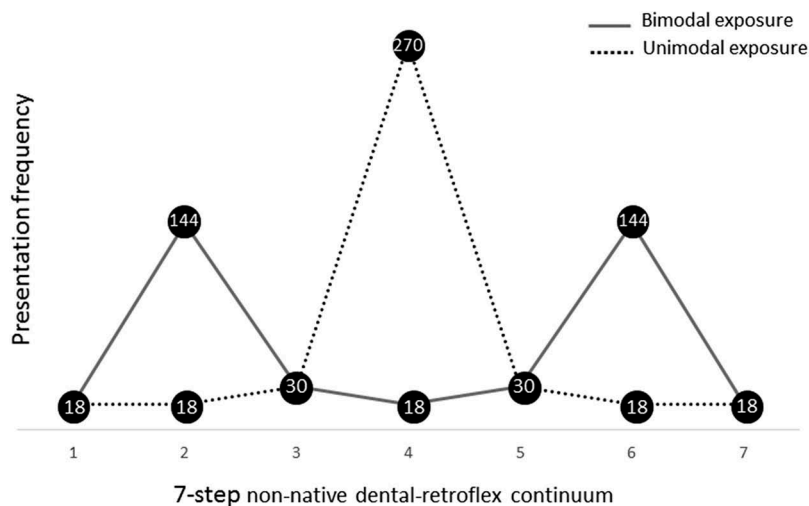 Bimodal exposure
Unimodal exposure
Presentation frequency
270
144
144
30
30
18
18
18
18
18
1 2 3 4 5 6 7
7-step non-native dental-retroflex continuum